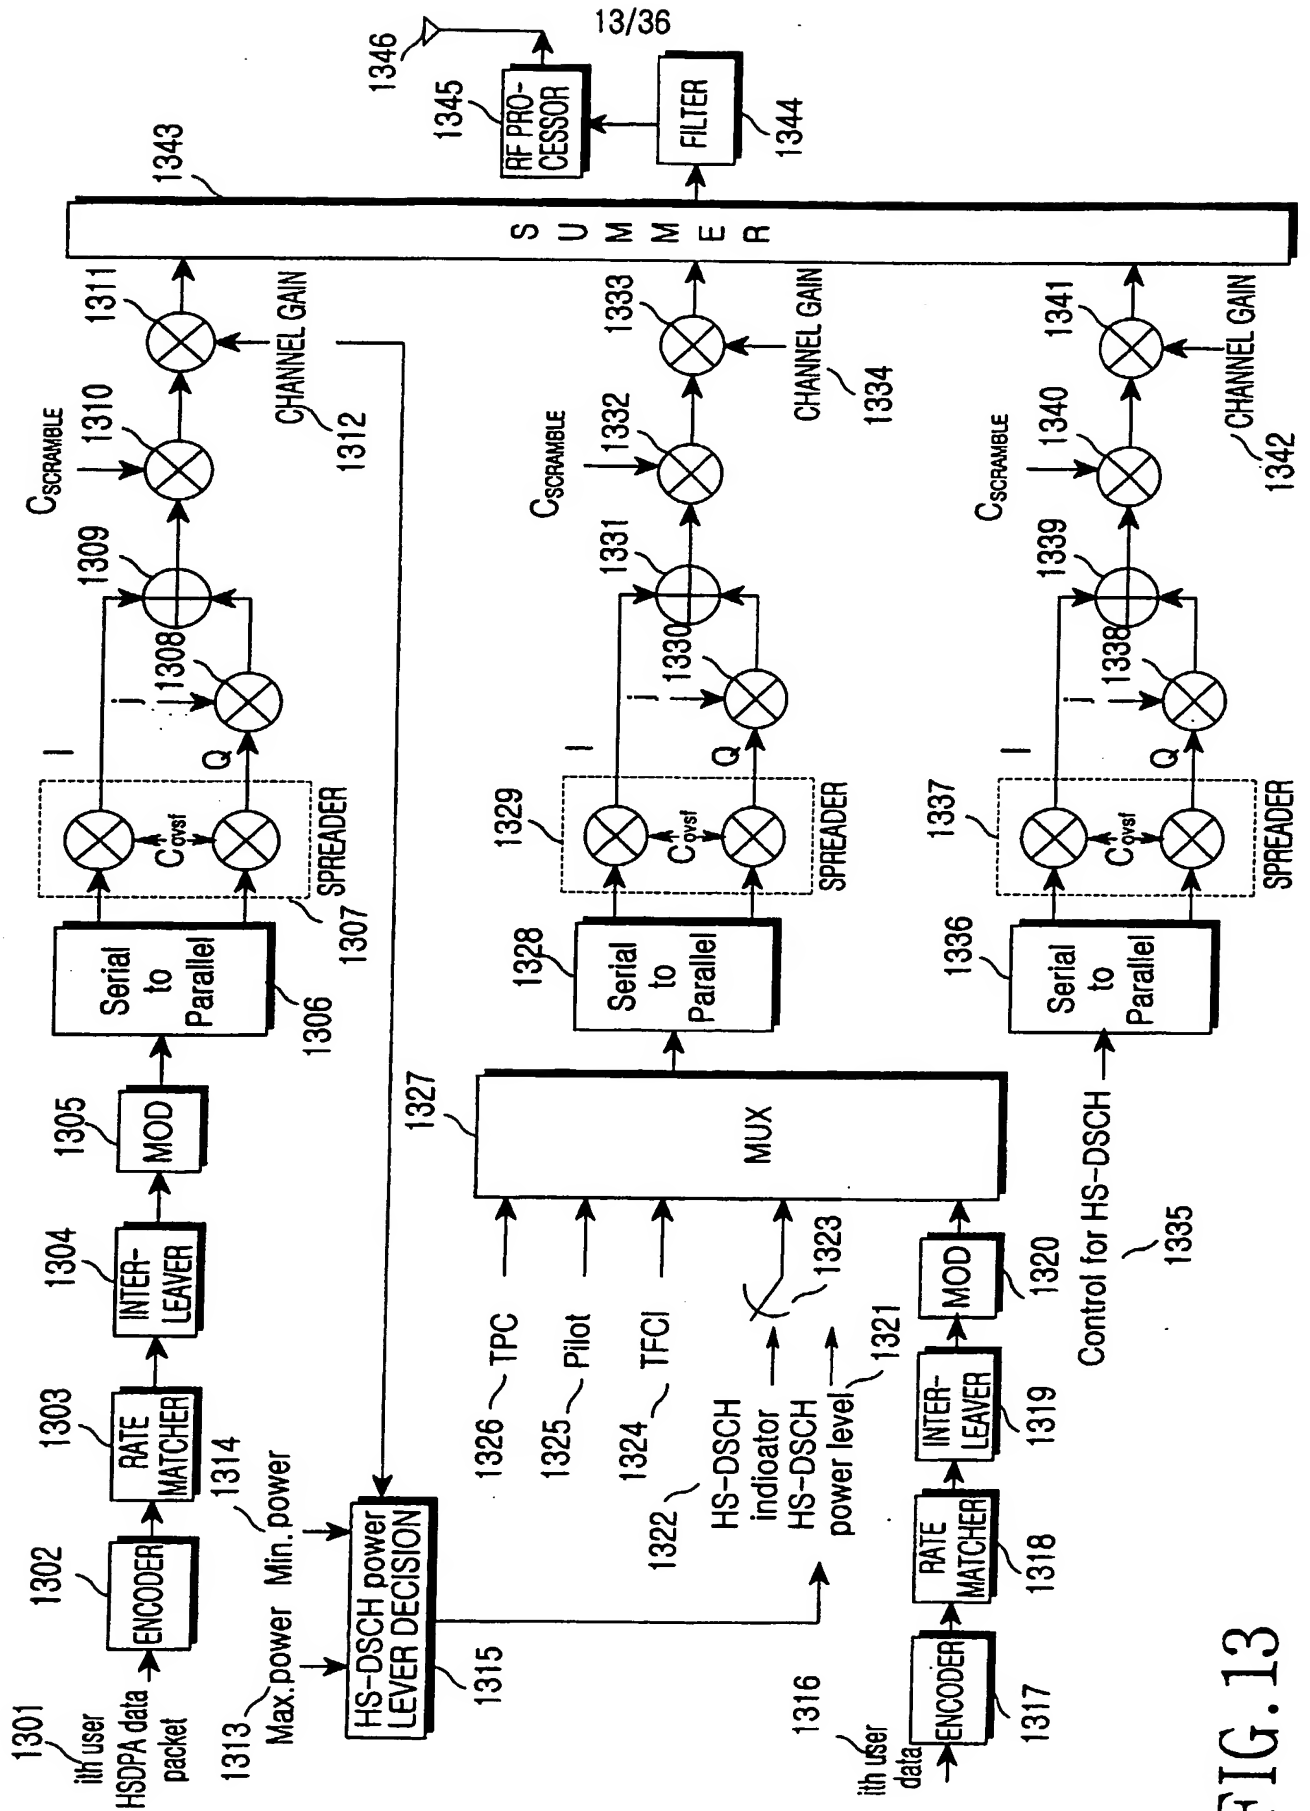 13/36
1301
ith user
HSDPA data
packet
1302
ENCODER
1303
RATE
MATCHER
1304
INTER-
LEAVER
1305
MOD
1306
Serial
to
Parallel
1307
SPREADER
Covsf
I
Q
j
1308
1309
CSCRAMBLE
1310
1311
CHANNEL GAIN
1312
1313
Max.power
1314
Min.power
HS-DSCH power
LEVER DECISION
1315
1326
TPC
1325
Pilot
1324
TFCI
1322
HS-DSCH
indioator
HS-DSCH
power level
1321
1323
1316
ith user
data
1317
ENCODER
1318
RATE
MATCHER
1319
INTER-
LEAVER
1320
MOD
1327
MUX
1328
Serial
to
Parallel
1329
SPREADER
Covsf
I
Q
j
1330
1331
CSCRAMBLE
1332
1333
CHANNEL GAIN
1334
Control for HS-DSCH
1335
1336
Serial
to
Parallel
1337
SPREADER
Covsf
I
Q
j
1338
1339
CSCRAMBLE
1340
1341
CHANNEL GAIN
1342
1343
SUMMER
1344
FILTER
1345
RF PRO-
CESSOR
1346
FIG.13